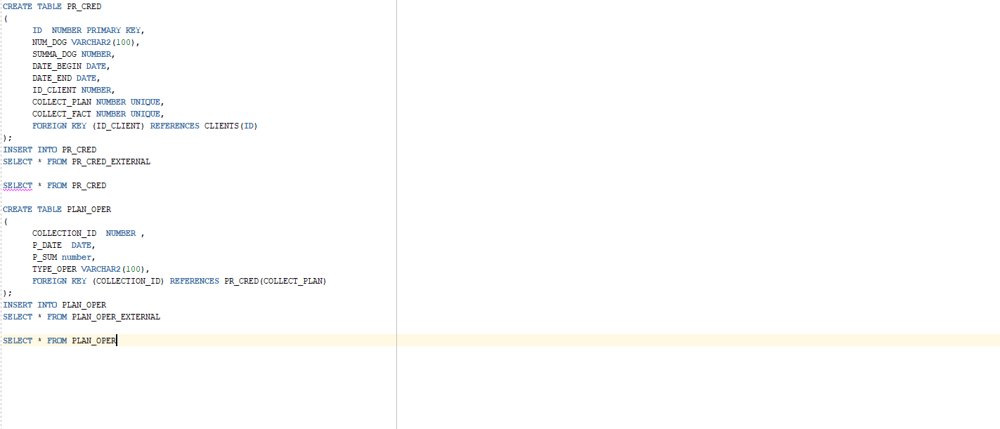 CREATE TABLE PR_CRED
(
ID  NUMBER PRIMARY KEY,
NUM_DOG VARCHAR2(100),
SUMMA_DOG NUMBER,
DATE_BEGIN DATE,
DATE_END DATE,
ID_CLIENT NUMBER,
COLLECT_PLAN NUMBER UNIQUE,
COLLECT_FACT NUMBER UNIQUE,
FOREIGN KEY (ID_CLIENT) REFERENCES CLIENTS(ID)
);
INSERT INTO PR_CRED
SELECT * FROM PR_CRED_EXTERNAL
SELECT * FROM PR_CRED
CREATE TABLE PLAN_OPER
(
COLLECTION_ID  NUMBER ,
P_DATE  DATE,
P_SUM number,
TYPE_OPER VARCHAR2(100),
FOREIGN KEY (COLLECTION_ID) REFERENCES PR_CRED(COLLECT_PLAN)
);
INSERT INTO PLAN_OPER
SELECT * FROM PLAN_OPER_EXTERNAL
SELECT * FROM PLAN_OPER